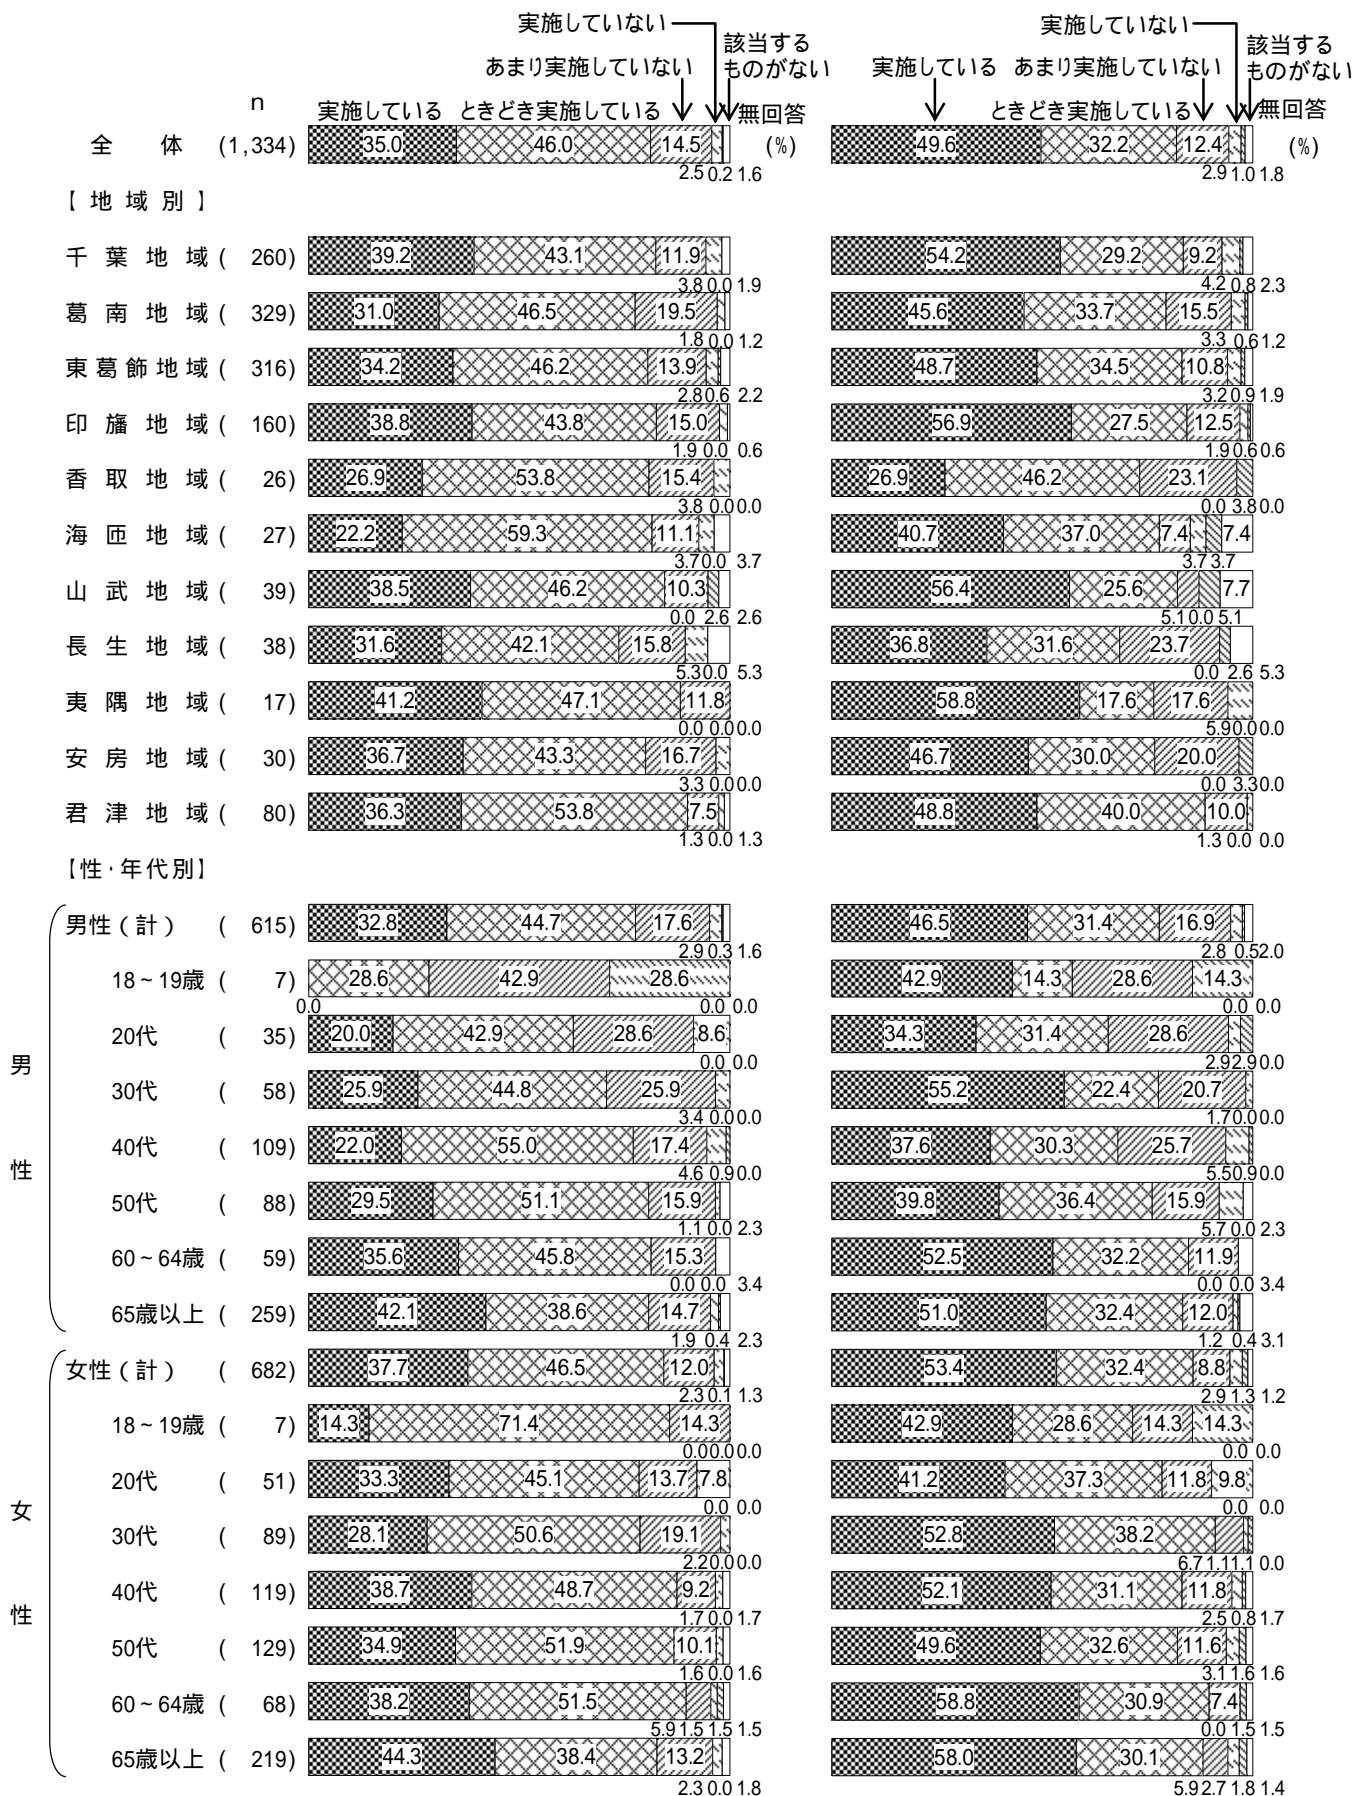 実施していない 実施していない
該当する 該当する
あまり実施していない ものがない 実施している あまり実施していない ものがない
n 実施している ときどき実施している 無回答 ときどき実施している 無回答
全体 (1,334) 35.0 46.0 14.5 (%) 49.6 32.2 12.4 (%)
2.5 0.2 1.6 2.9 1.0 1.8
【地域別】
千葉地域 ( 260) 39.2 43.1 11.9 54.2 29.2 9.2
3.8 0.0 1.9 4.2 0.8 2.3
葛南地域 ( 329) 31.0 46.5 19.5 45.6 33.7 15.5
1.8 0.0 1.2 3.3 0.6 1.2
東葛飾地域 ( 316) 34.2 46.2 13.9 48.7 34.5 10.8
2.8 0.6 2.2 3.2 0.9 1.9
印旛地域 ( 160) 38.8 43.8 15.0 56.9 27.5 12.5
1.9 0.0 0.6 1.9 0.6 0.6
香取地域 ( 26) 26.9 53.8 15.4 26.9 46.2 23.1
3.8 0.0 0.0 0.0 3.8 0.0
海匝地域 ( 27) 22.2 59.3 11.1 40.7 37.0 7.4 7.4
3.7 0.0 3.7 3.7 3.7
山武地域 ( 39) 38.5 46.2 10.3 56.4 25.6 7.7
0.0 2.6 2.6 5.1 0.0 5.1
長生地域 ( 38) 31.6 42.1 15.8 36.8 31.6 23.7
5.3 0.0 5.3 0.0 2.6 5.3
夷隅地域 ( 17) 41.2 47.1 11.8 58.8 17.6 17.6
0.0 0.0 0.0 5.9 0.0 0.0
安房地域 ( 30) 36.7 43.3 16.7 46.7 30.0 20.0
3.3 0.0 0.0 0.0 3.3 0.0
君津地域 ( 80) 36.3 53.8 7.5 48.8 40.0 10.0
1.3 0.0 1.3 1.3 0.0 0.0
【性・年代別】
男性(計) ( 615) 32.8 44.7 17.6 46.5 31.4 16.9
2.9 0.3 1.6 2.8 0.5 2.0
18~19歳 ( 7) 28.6 42.9 28.6 42.9 14.3 28.6 14.3
0.0 0.0 0.0 0.0 0.0
20代 ( 35) 20.0 42.9 28.6 8.6 34.3 31.4 28.6
0.0 0.0 2.9 2.9 0.0
男
30代 ( 58) 25.9 44.8 25.9 55.2 22.4 20.7
3.4 0.0 0.0 1.7 0.0 0.0
40代 ( 109) 22.0 55.0 17.4 37.6 30.3 25.7
性
4.6 0.9 0.0 5.5 0.9 0.0
50代 ( 88) 29.5 51.1 15.9 39.8 36.4 15.9
1.1 0.0 2.3 5.7 0.0 2.3
60~64歳 ( 59) 35.6 45.8 15.3 52.5 32.2 11.9
0.0 0.0 3.4 0.0 0.0 3.4
65歳以上 ( 259) 42.1 38.6 14.7 51.0 32.4 12.0
1.9 0.4 2.3 1.2 0.4 3.1
女性(計) ( 682) 37.7 46.5 12.0 53.4 32.4 8.8
2.3 0.1 1.3 2.9 1.3 1.2
18~19歳 ( 7) 14.3 71.4 14.3 42.9 28.6 14.3 14.3
0.0 0.0 0.0 0.0 0.0
20代 ( 51) 33.3 45.1 13.7 7.8 41.2 37.3 11.8 9.8
0.0 0.0 0.0 0.0
女
30代 ( 89) 28.1 50.6 19.1 52.8 38.2
2.2 0.0 0.0 6.7 1.1 1.1 0.0
40代 ( 119) 38.7 48.7 9.2 52.1 31.1 11.8
性
1.7 0.0 1.7 2.5 0.8 1.7
50代 ( 129) 34.9 51.9 10.1 49.6 32.6 11.6
1.6 0.0 1.6 3.1 1.6 1.6
60~64歳 ( 68) 38.2 51.5 58.8 30.9 7.4
5.9 1.5 1.5 1.5 0.0 1.5 1.5
65歳以上 ( 219) 44.3 38.4 13.2 58.0 30.1
2.3 0.0 1.8 5.9 2.7 1.8 1.4